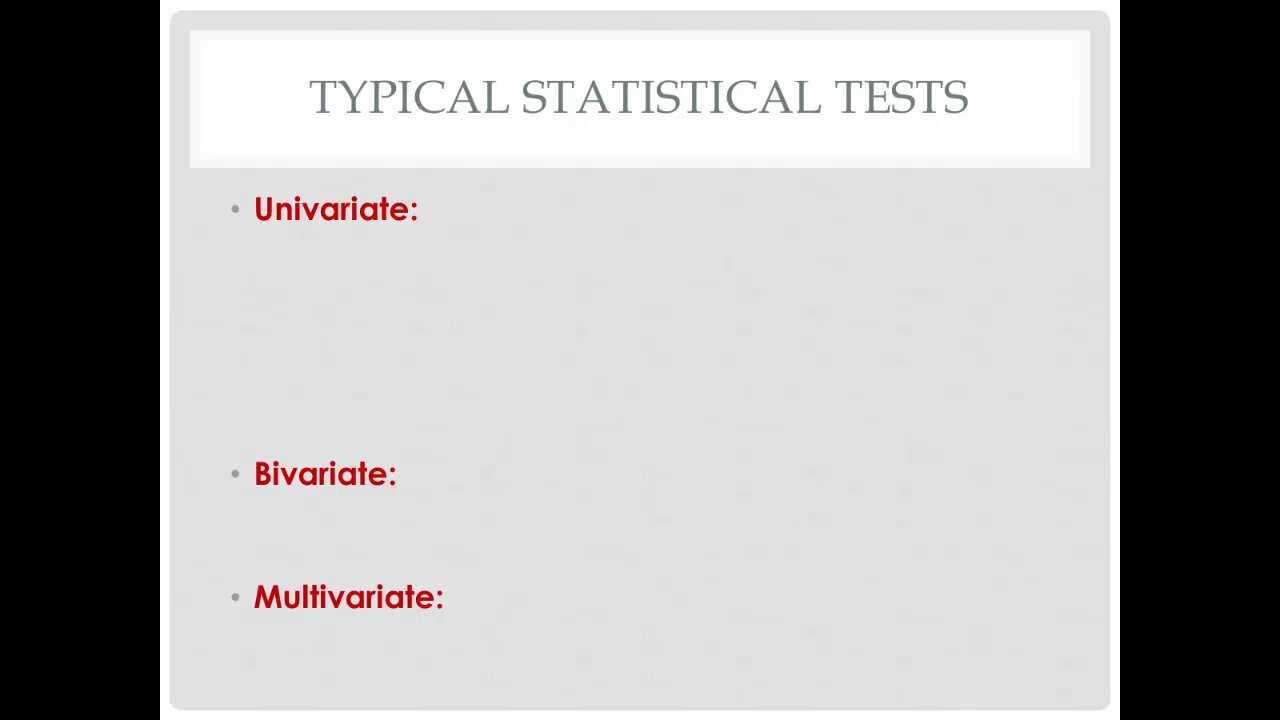 TYPICAL STATISTICAL TESTS
• Univariate:
• Bivariate:
• Multivariate: